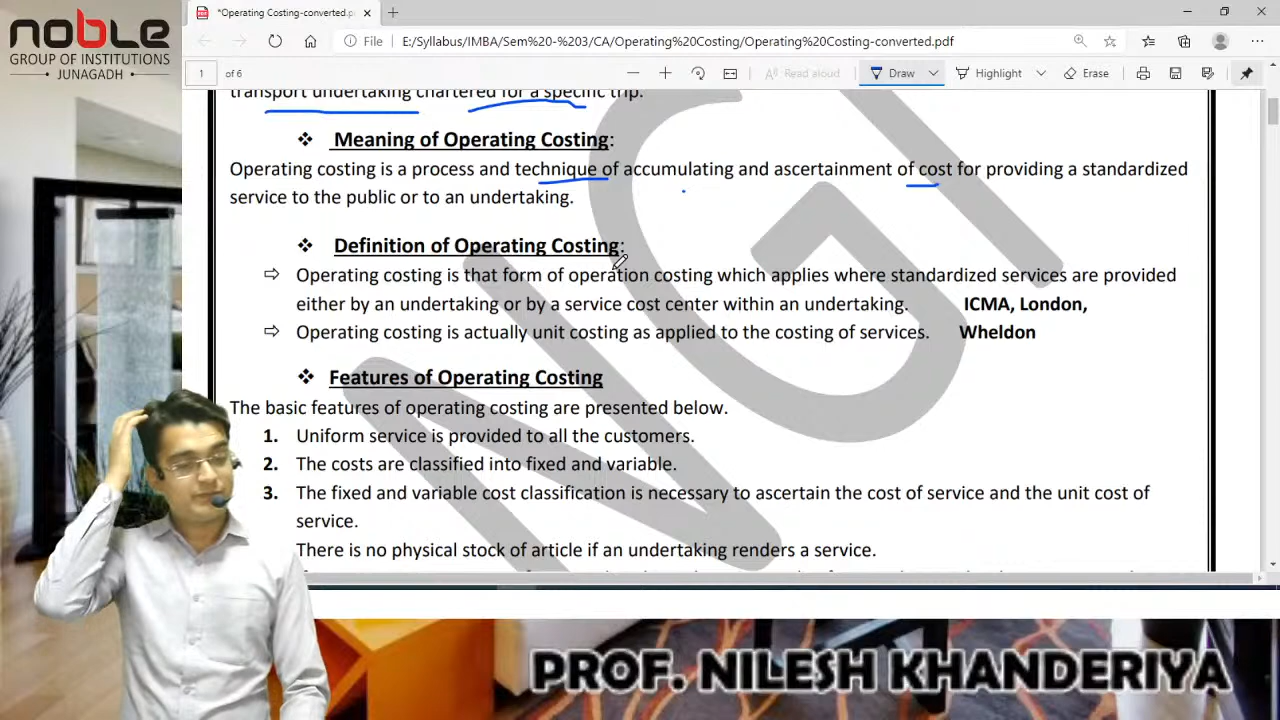 noble
GROUP OF INSTITUTIONS
JUNAGADH
*Operating Costing-converted.p
File
E:/Syllabus/IMBA/Sem%20-%203/CA/Operating%20Costing/Operating%20Costing-converted.pdf
1 of 6
Read aloud
Draw
Highlight
Erase
transport undertaking chartered for a specific trip.
❖ Meaning of Operating Costing:
Operating costing is a process and technique of accumulating and ascertainment of cost for providing a standardized
service to the public or to an undertaking.
❖ Definition of Operating Costing:
⇨ Operating costing is that form of operation costing which applies where standardized services are provided
either by an undertaking or by a service cost center within an undertaking. ICMA, London,
⇨ Operating costing is actually unit costing as applied to the costing of services. Wheldon
❖ Features of Operating Costing
The basic features of operating costing are presented below.
1. Uniform service is provided to all the customers.
2. The costs are classified into fixed and variable.
3. The fixed and variable cost classification is necessary to ascertain the cost of service and the unit cost of
service.
There is no physical stock of article if an undertaking renders a service.
NGI
PROF. NILESH KHANDERIYA